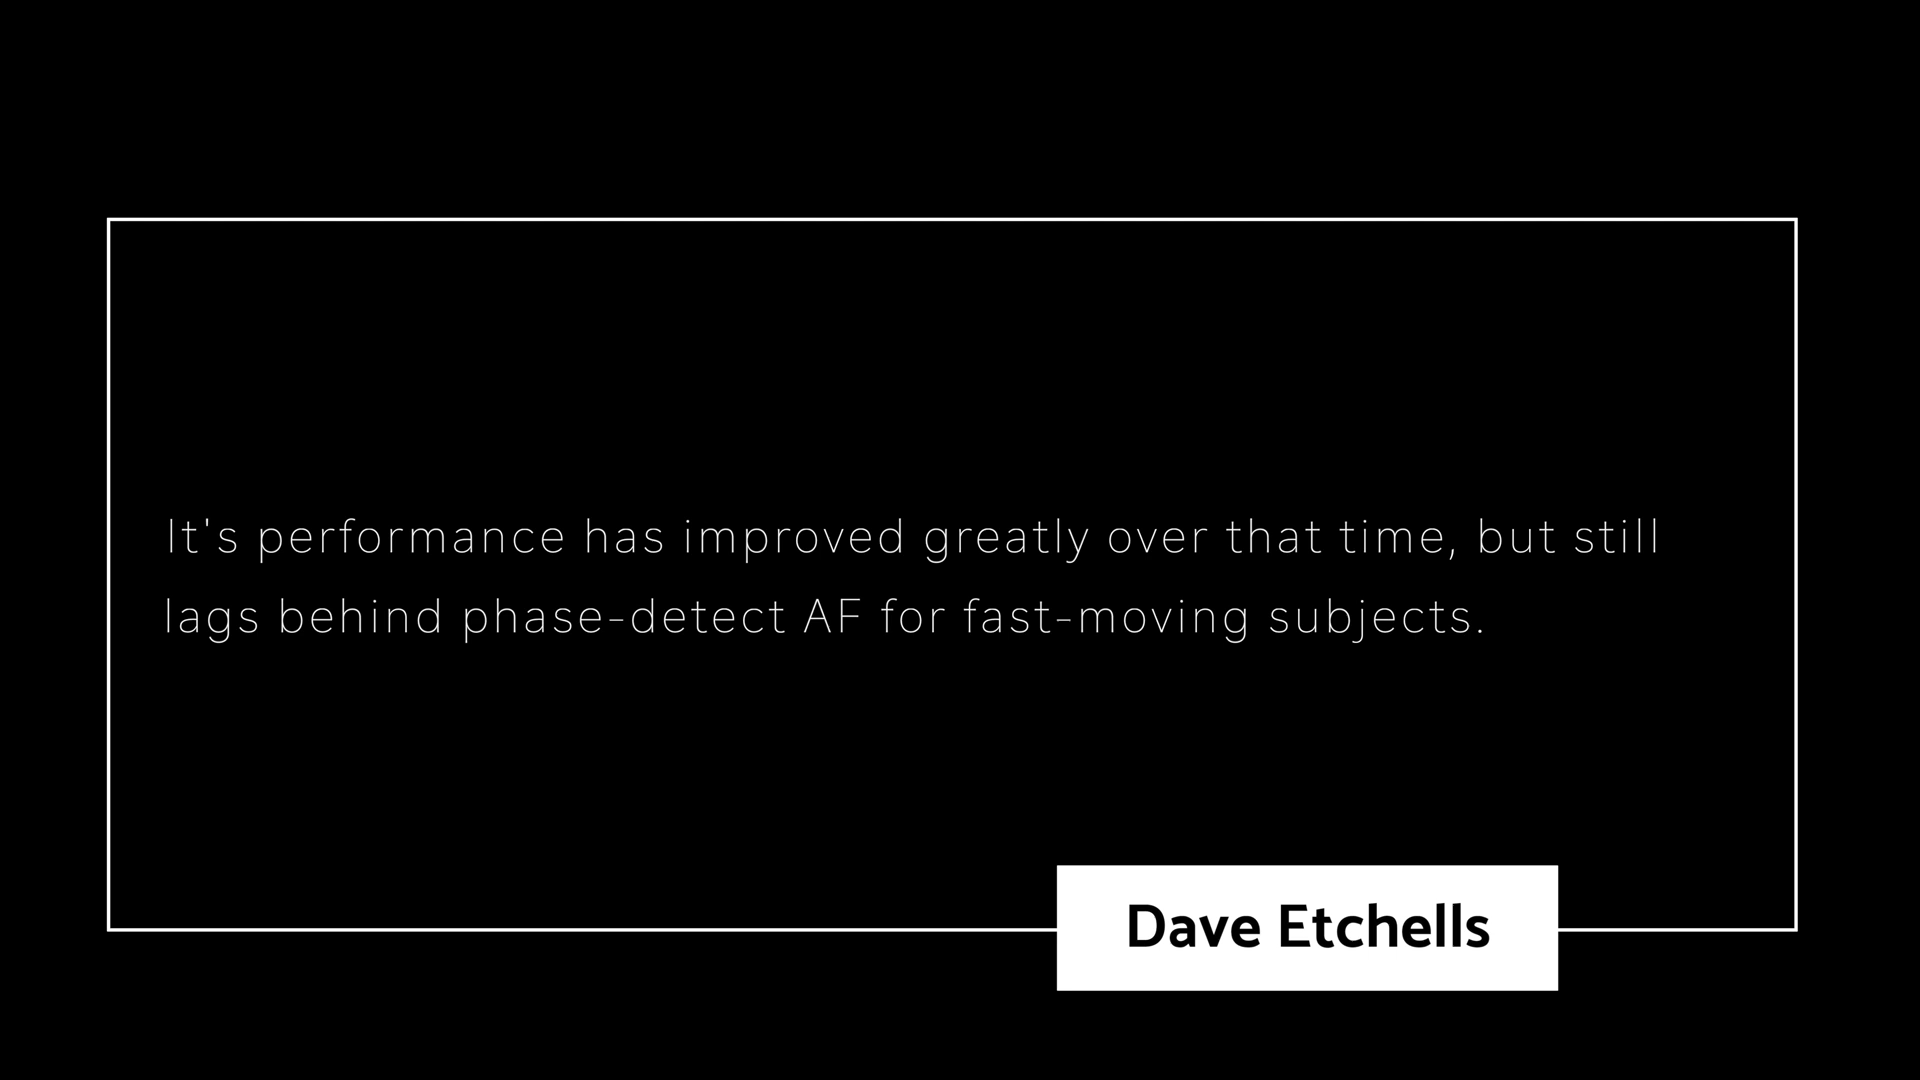 It's performance has improved greatly over that time, but still
lags behind phase-detect AF for fast-moving subjects.
Dave Etchells